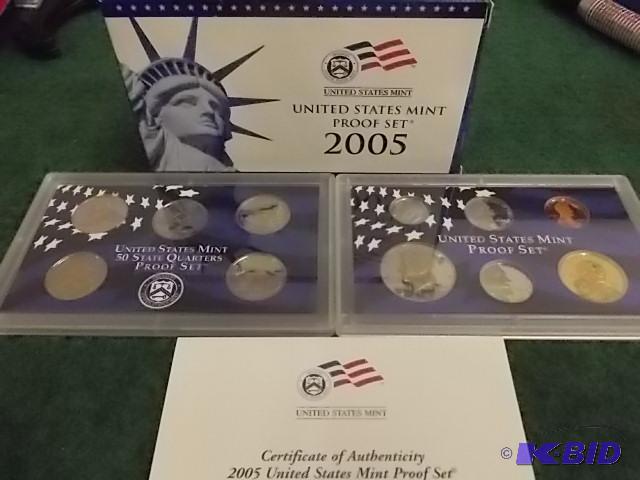 UNITED STATES MINT
UNITED STATES MINT
PROOF SET®
2005
UNITED STATES MINT
50 STATE QUARTERS
PROOF SET
UNITED STATES MINT
PROOF SET®
UNITED STATES MINT
Certificate of Authenticity
2005 United States Mint Proof Set®
© K-BID